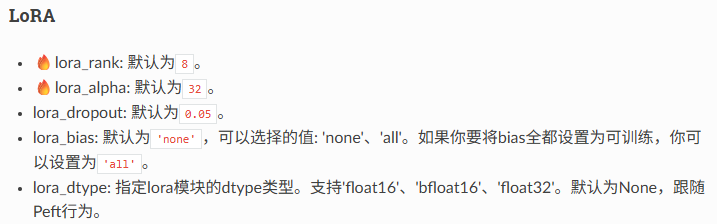 LoRA
🔥 lora_rank: 默认为 8 。
🔥 lora_alpha: 默认为 32 。
lora_dropout: 默认为 0.05 。
lora_bias: 默认为 'none' ，可以选择的值: 'none'、'all'。如果你要将bias全都设置为可训练，你可
以设置为 'all' 。
lora_dtype: 指定lora模块的dtype类型。支持'float16'、'bfloat16'、'float32'。默认为None，跟随
Peft行为。